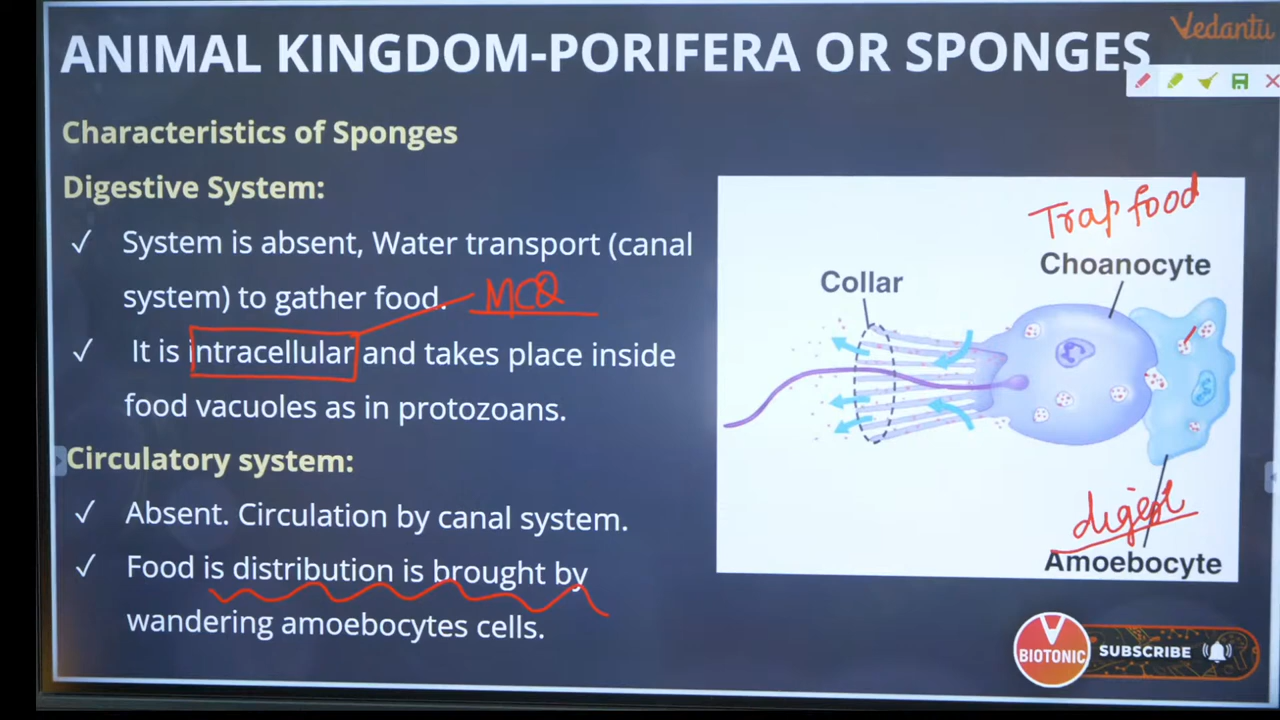 Vedantu
ANIMAL KINGDOM-PORIFERA OR SPONGES
Characteristics of Sponges
Digestive System:
✓ System is absent, Water transport (canal
system) to gather food.
MCQ
✓ It is intracellular and takes place inside
food vacuoles as in protozoans.
Circulatory system:
✓ Absent. Circulation by canal system.
✓ Food is distribution is brought by
wandering amoebocytes cells.
Trap food
Choanocyte
Collar
digest
Amoebocyte
BIOTONIC
SUBSCRIBE